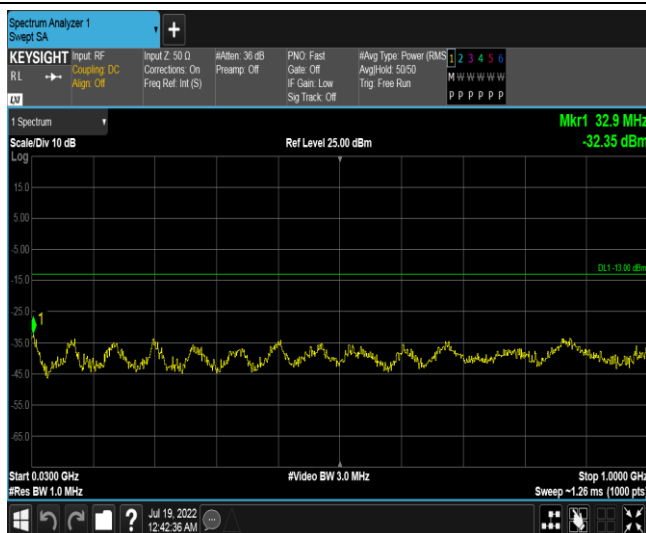 Spectrum Analyzer 1
Swept SA
+
KEYSIGHT
RL
LXI
Input: RF
Coupling: DC
Align: Off
Input Z: 50 Ω
Corrections: On
Freq Ref: Int (S)
#Atten: 36 dB
Preamp: Off
PNO: Fast
Gate: Off
IF Gain: Low
Sig Track: Off
#Avg Type: Power (RMS
Avg|Hold: 50/50
Trig: Free Run
1 2 3 4 5 6
M W W W W W
P P P P P P
1 Spectrum
Mkr1 32.9 MHz
Scale/Div 10 dB
Ref Level 25.00 dBm
-32.35 dBm
Log
15.0
5.00
-5.00
DL1 -13.00 dBm
-15.0
-25.0
1
-35.0
-45.0
-55.0
-65.0
Start 0.0300 GHz
#Video BW 3.0 MHz
Stop 1.0000 GHz
#Res BW 1.0 MHz
Sweep ~1.26 ms (1000 pts)
?
Jul 19, 2022
12:42:36 AM